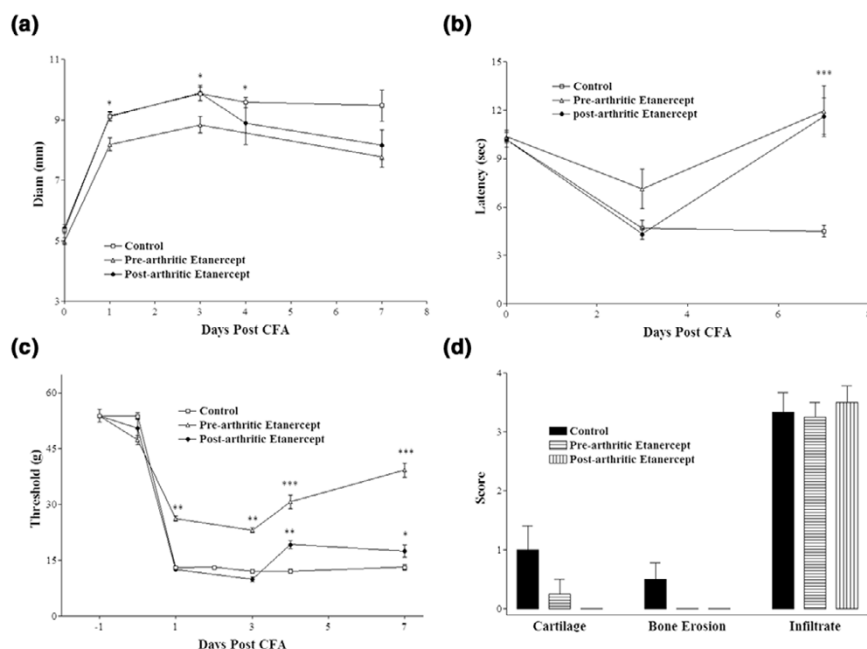 (a)
11
9
7
5
3
Diam (mm)
*
*
*
Control
Pre-arthritic Etanercept
Post-arthritic Etanercept
0 1 2 3 4 5 6 7 8
Days Post CFA
(b)
15
12
9
6
3
0
Latency (sec)
***
Control
Pre-arthritic Etanercept
post-arthritic Etanercept
0 2 4 6 8
Days Post CFA
(c)
60
45
30
15
0
Threshold (g)
Control
Pre-arthritic Etanercept
Post-arthritic Etanercept
**
**
***
***
**
*
-1 1 3 5 7
Days Post CFA
(d)
4
3
2
1
0
Score
Control
Pre-arthritic Etanercept
Post-arthritic Etanercept
Cartilage Bone Erosion Infiltrate